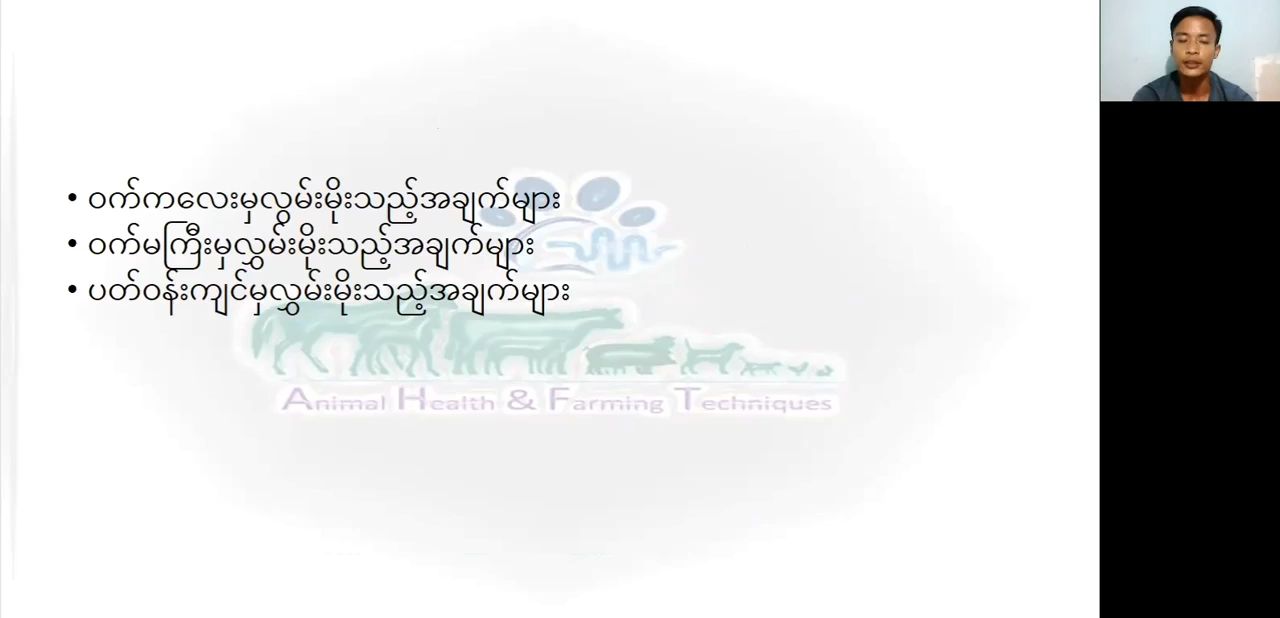 • ဝက်ကလေးမှလွမ်းမိုးသည့်အချက်များ
• ဝက်မကြီးမှလွှမ်းမိုးသည့်အချက်များ
• ပတ်ဝန်းကျင်မှလွှမ်းမိုးသည့်အချက်များ
Animal Health & Farming Techniques